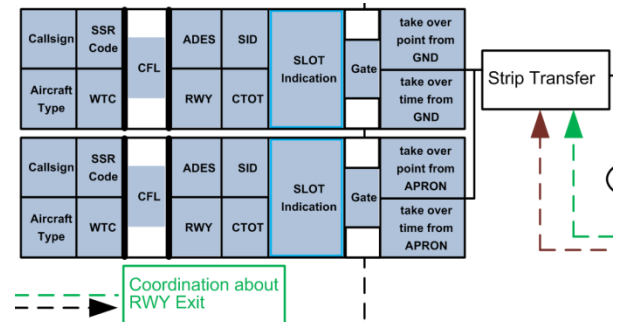 Callsign
SSR
Code
CFL
ADES
SID
SLOT
Indication
Gate
take over
point from
GND
Aircraft
Type
WTC
RWY
CTOT
take over
time from
GND
Strip Transfer
Callsign
SSR
Code
CFL
ADES
SID
SLOT
Indication
Gate
take over
point from
APRON
Aircraft
Type
WTC
RWY
CTOT
take over
time from
APRON
Coordination about
RWY Exit